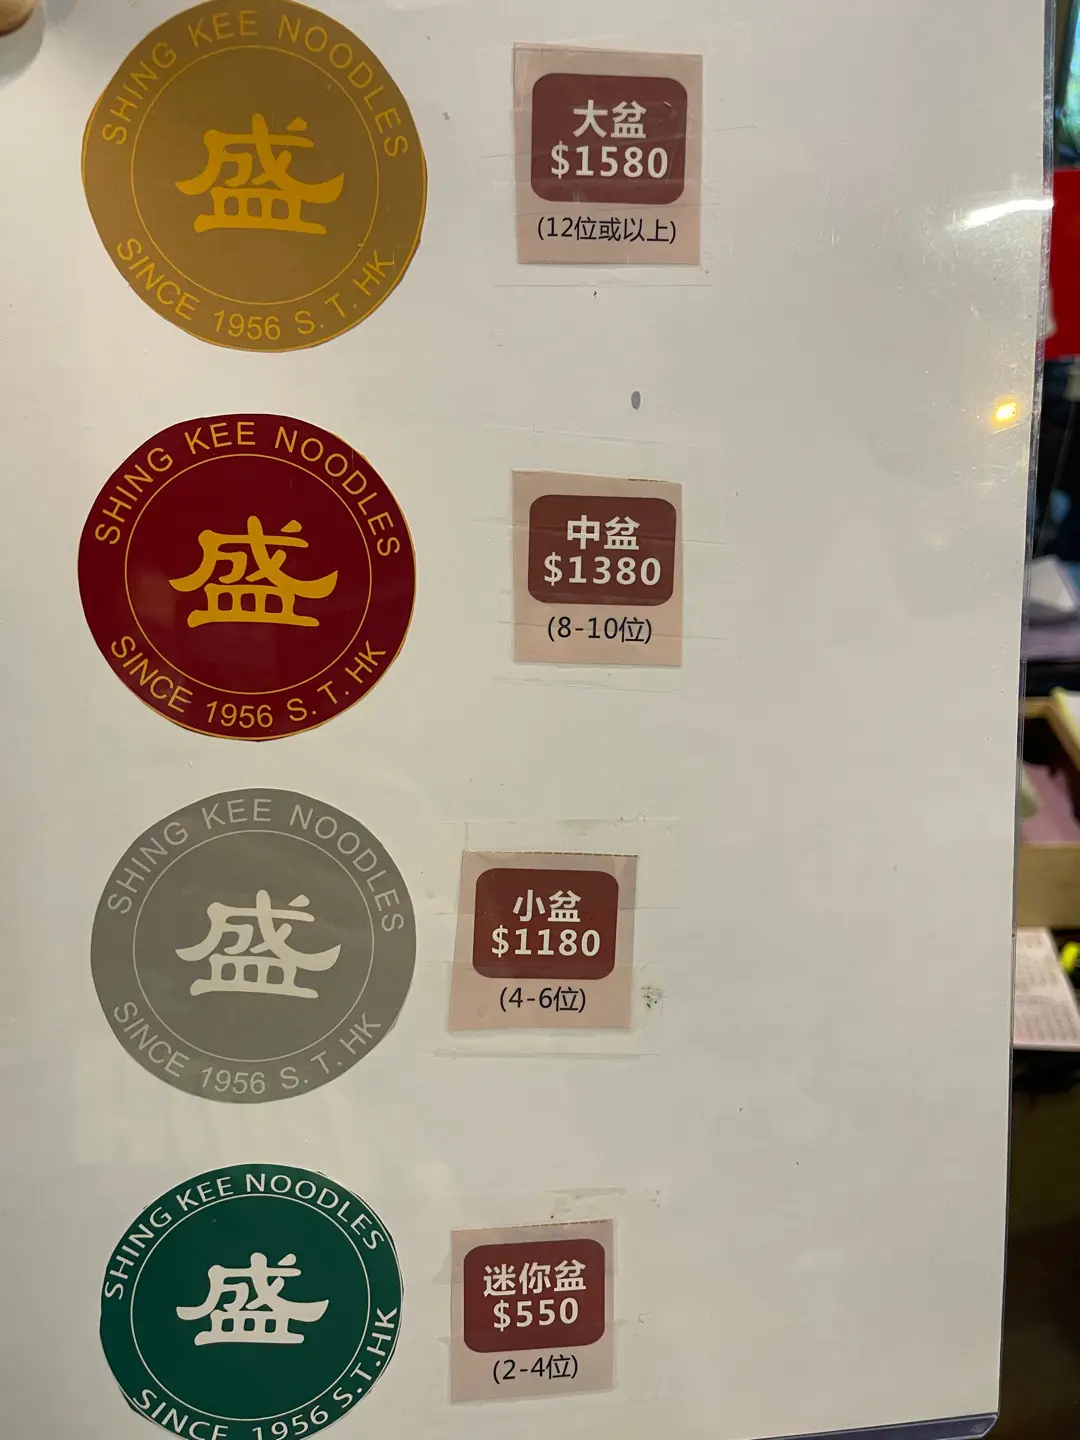 SHING KEE NOODLES
盛
SINCE 1956 S.T.HK
大盆
$1580
(12位或以上)
SHING KEE NOODLES
盛
SINCE 1956 S.T.HK
中盆
$1380
(8-10位)
SHING KEE NOODLES
盛
SINCE 1956 S.T.HK
小盆
$1180
(4-6位)
SHING KEE NOODLES
盛
SINCE 1956 S.T.HK
迷你盆
$550
(2-4位)